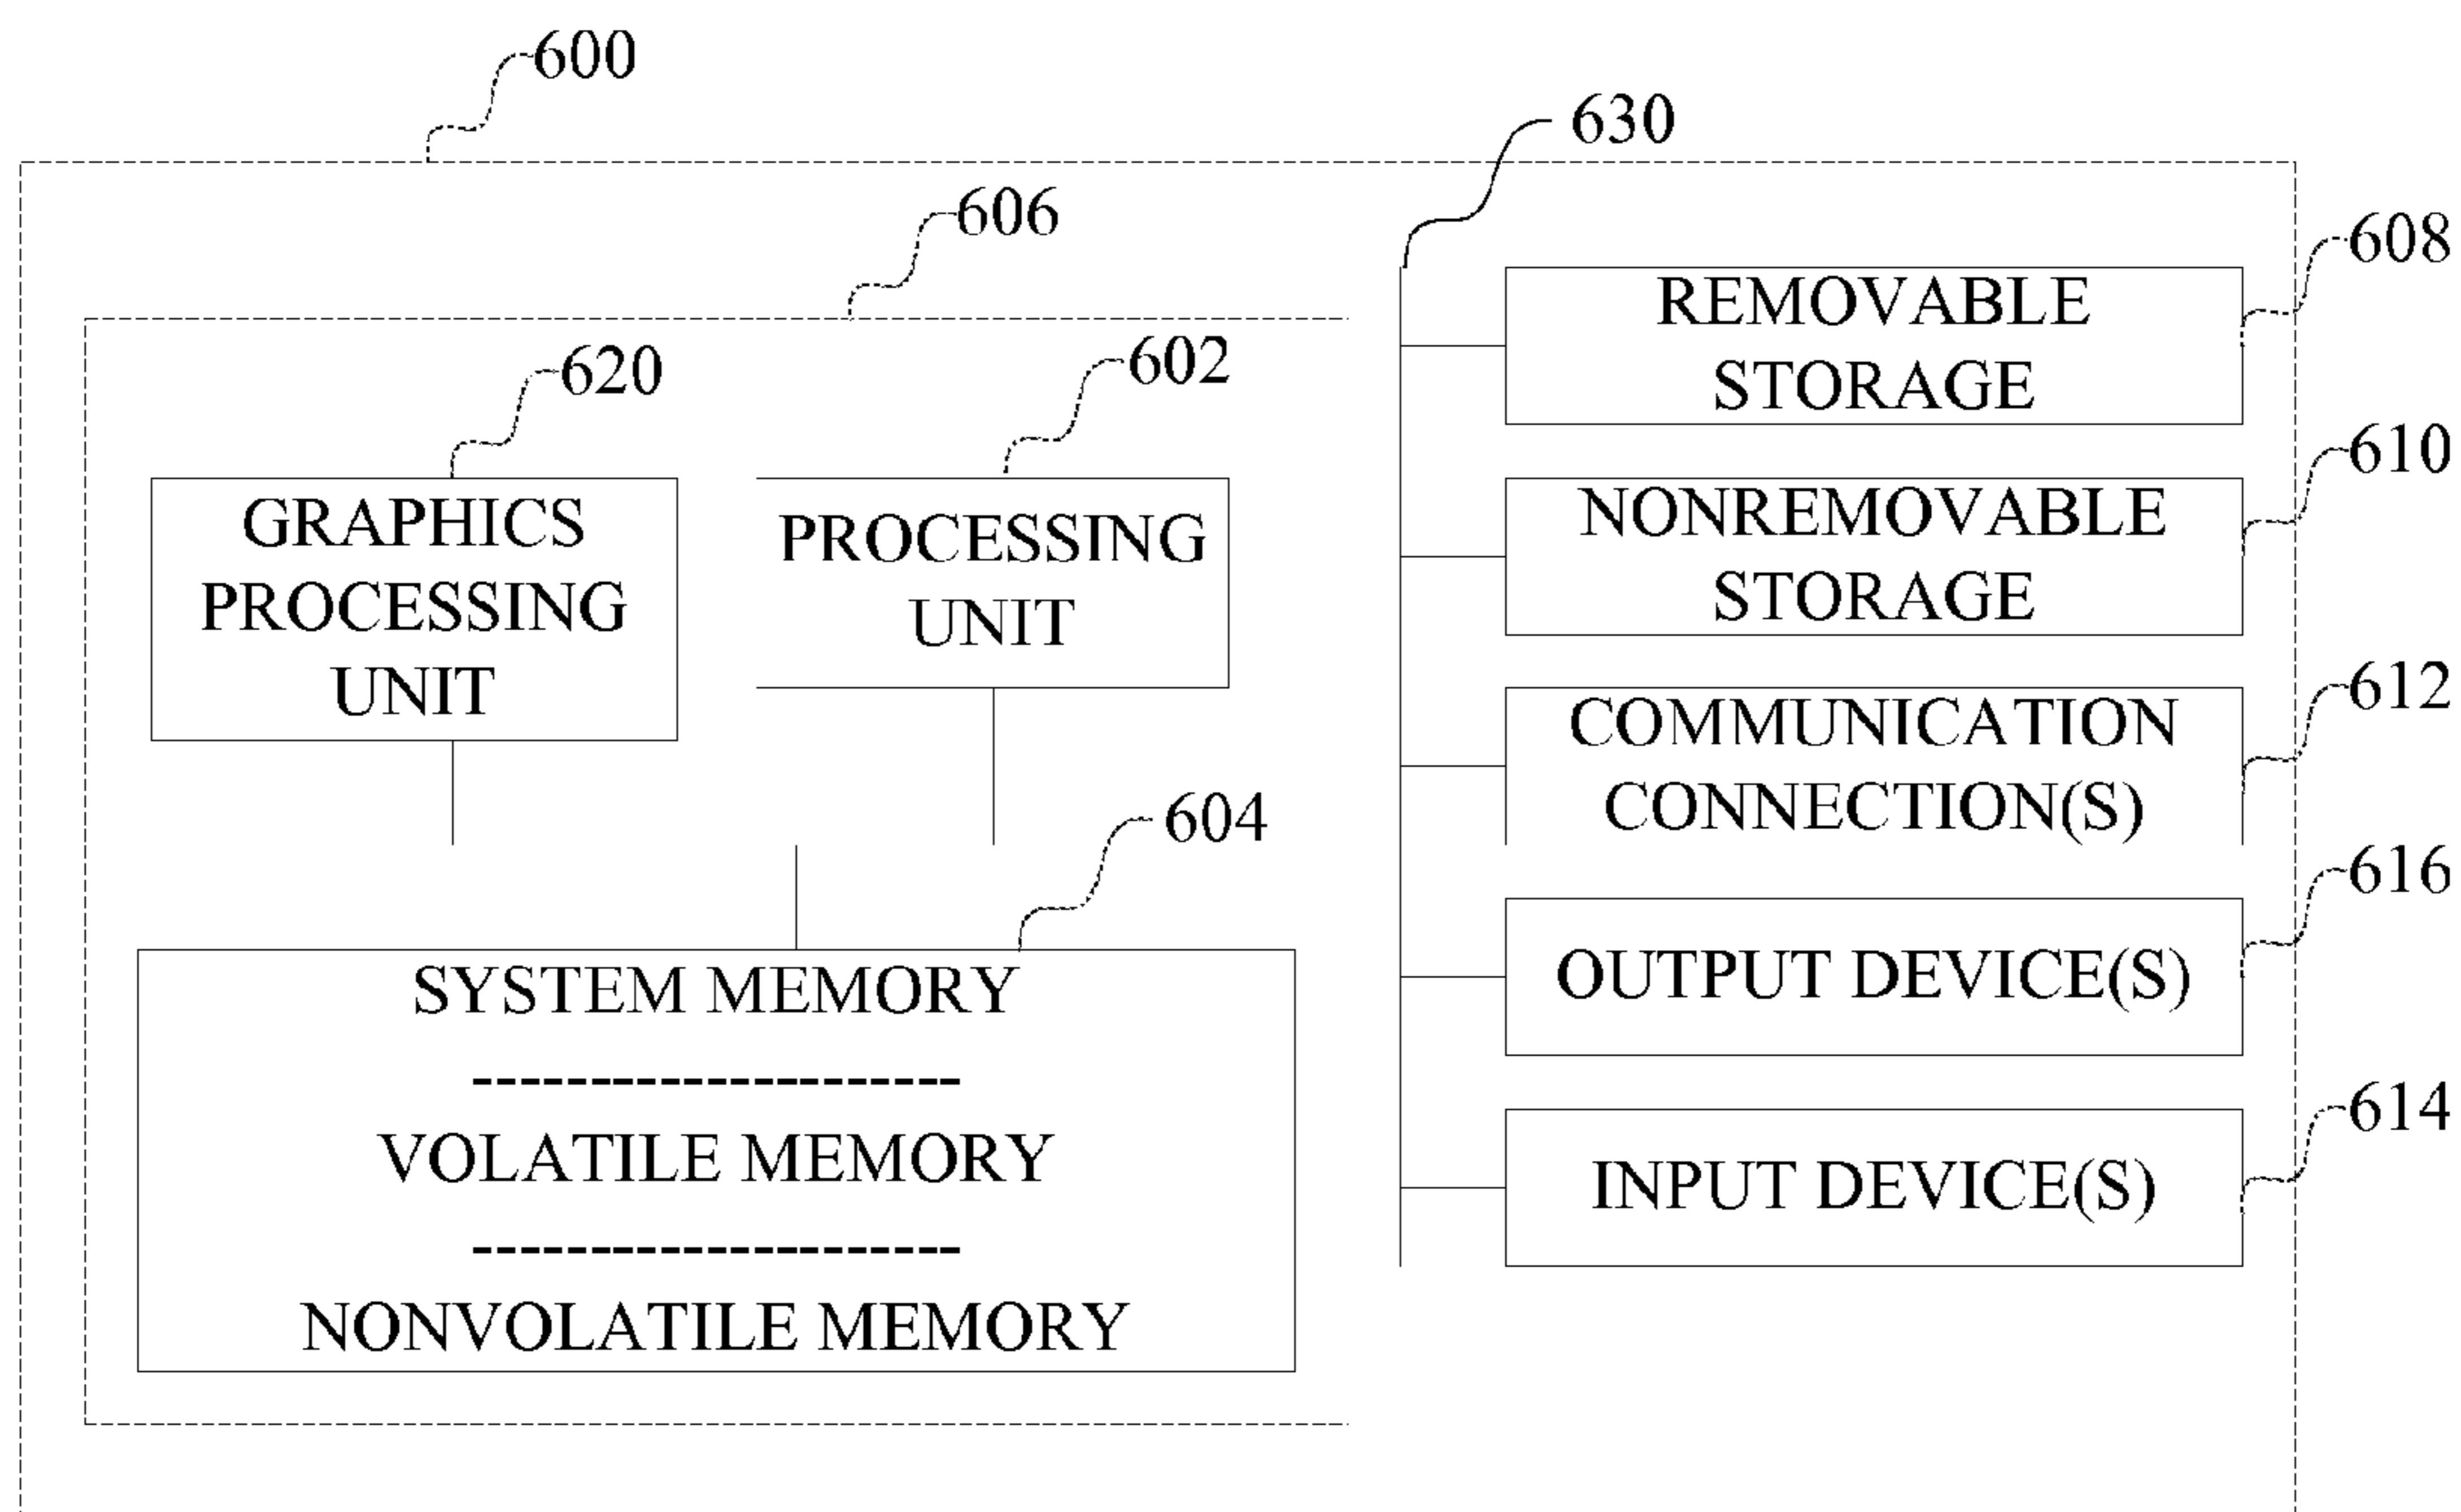 600
630
606
608
REMOVABLE
STORAGE
620
602
610
GRAPHICS
PROCESSING
UNIT
PROCESSING
UNIT
NONREMOVABLE
STORAGE
612
COMMUNICATION
CONNECTION(S)
604
616
SYSTEM MEMORY
----------------------
VOLATILE MEMORY
----------------------
NONVOLATILE MEMORY
OUTPUT DEVICE(S)
614
INPUT DEVICE(S)